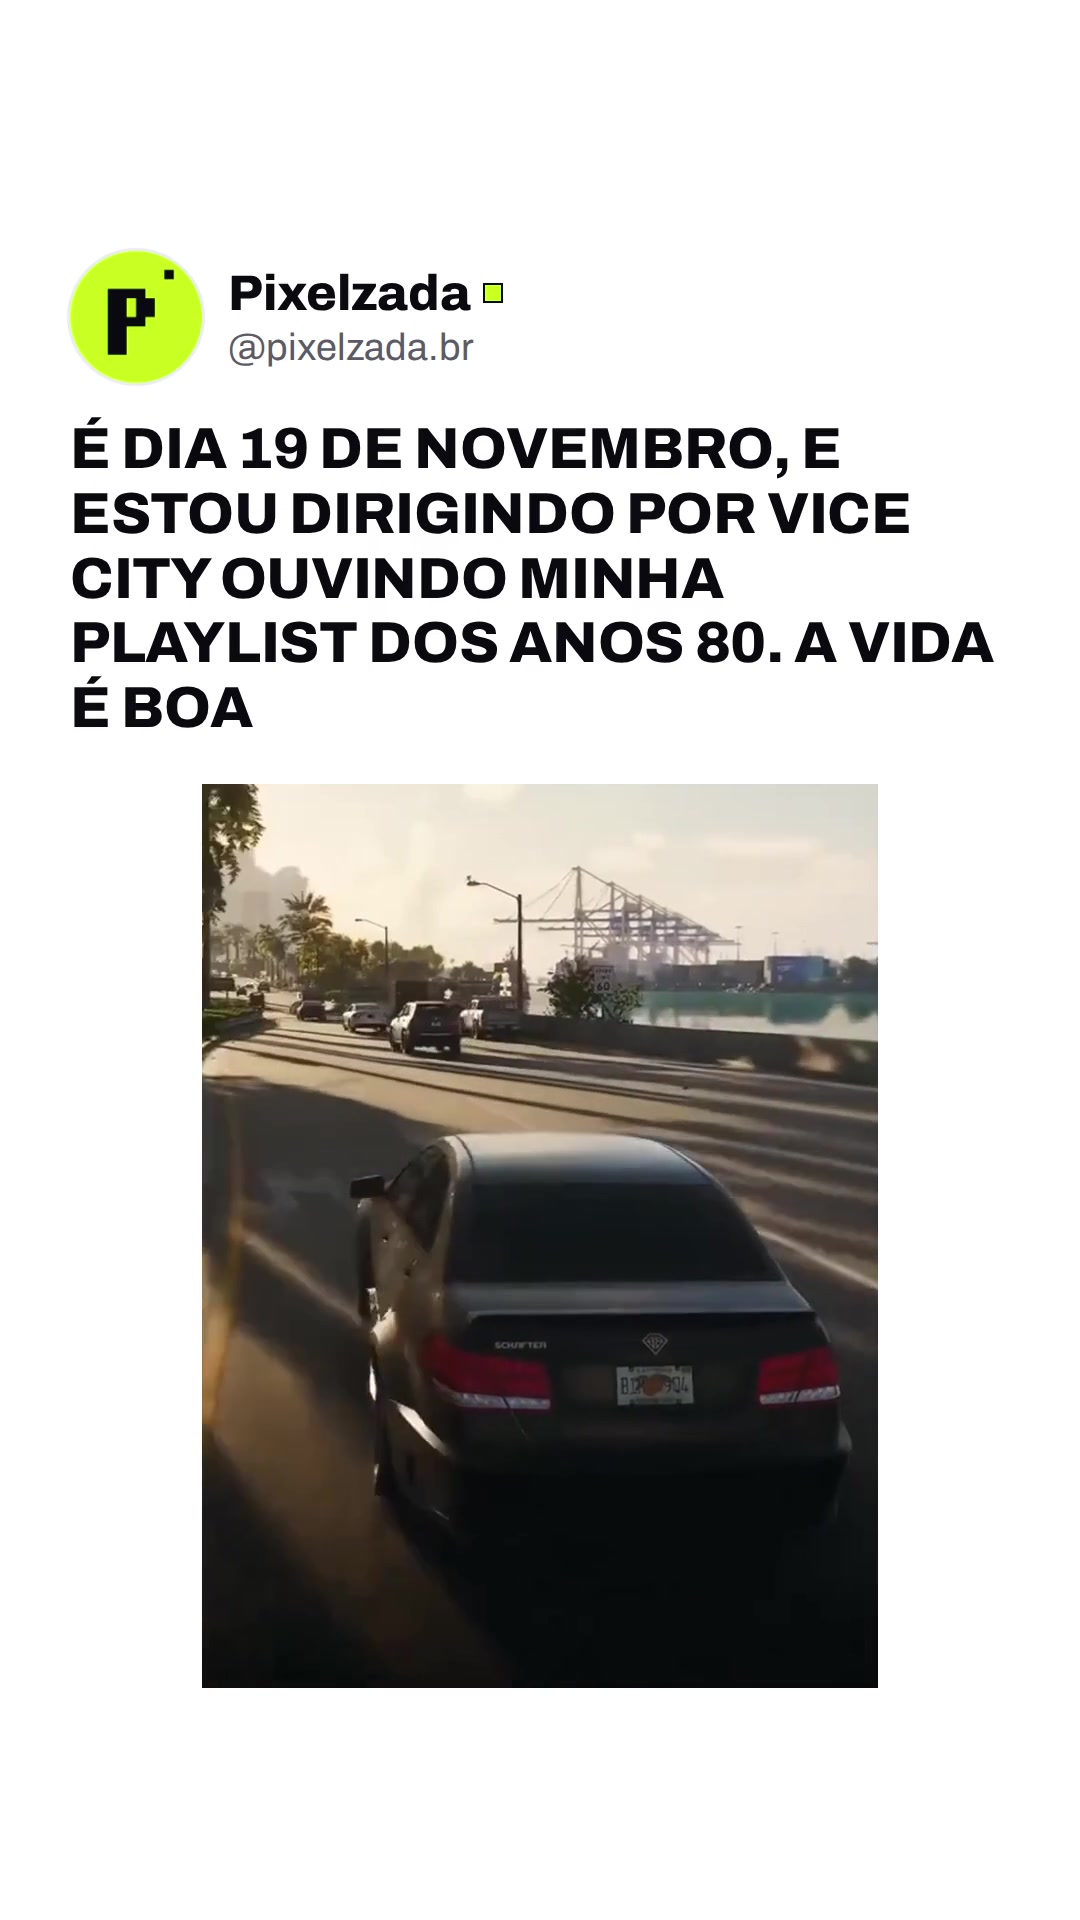 Pixelzada
@pixelzada.br
É DIA 19 DE NOVEMBRO, E
ESTOU DIRIGINDO POR VICE
CITY OUVINDO MINHA
PLAYLIST DOS ANOS 80. A VIDA
É BOA
60
SCHAFTER